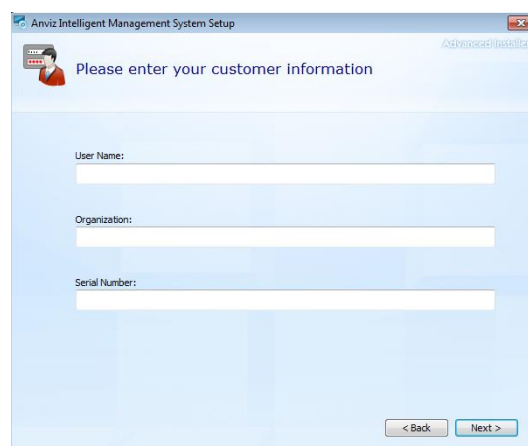 Anviz Intelligent Management System Setup
Advanced Installer
Please enter your customer information
User Name:
Organization:
Serial Number:
< Back
Next >